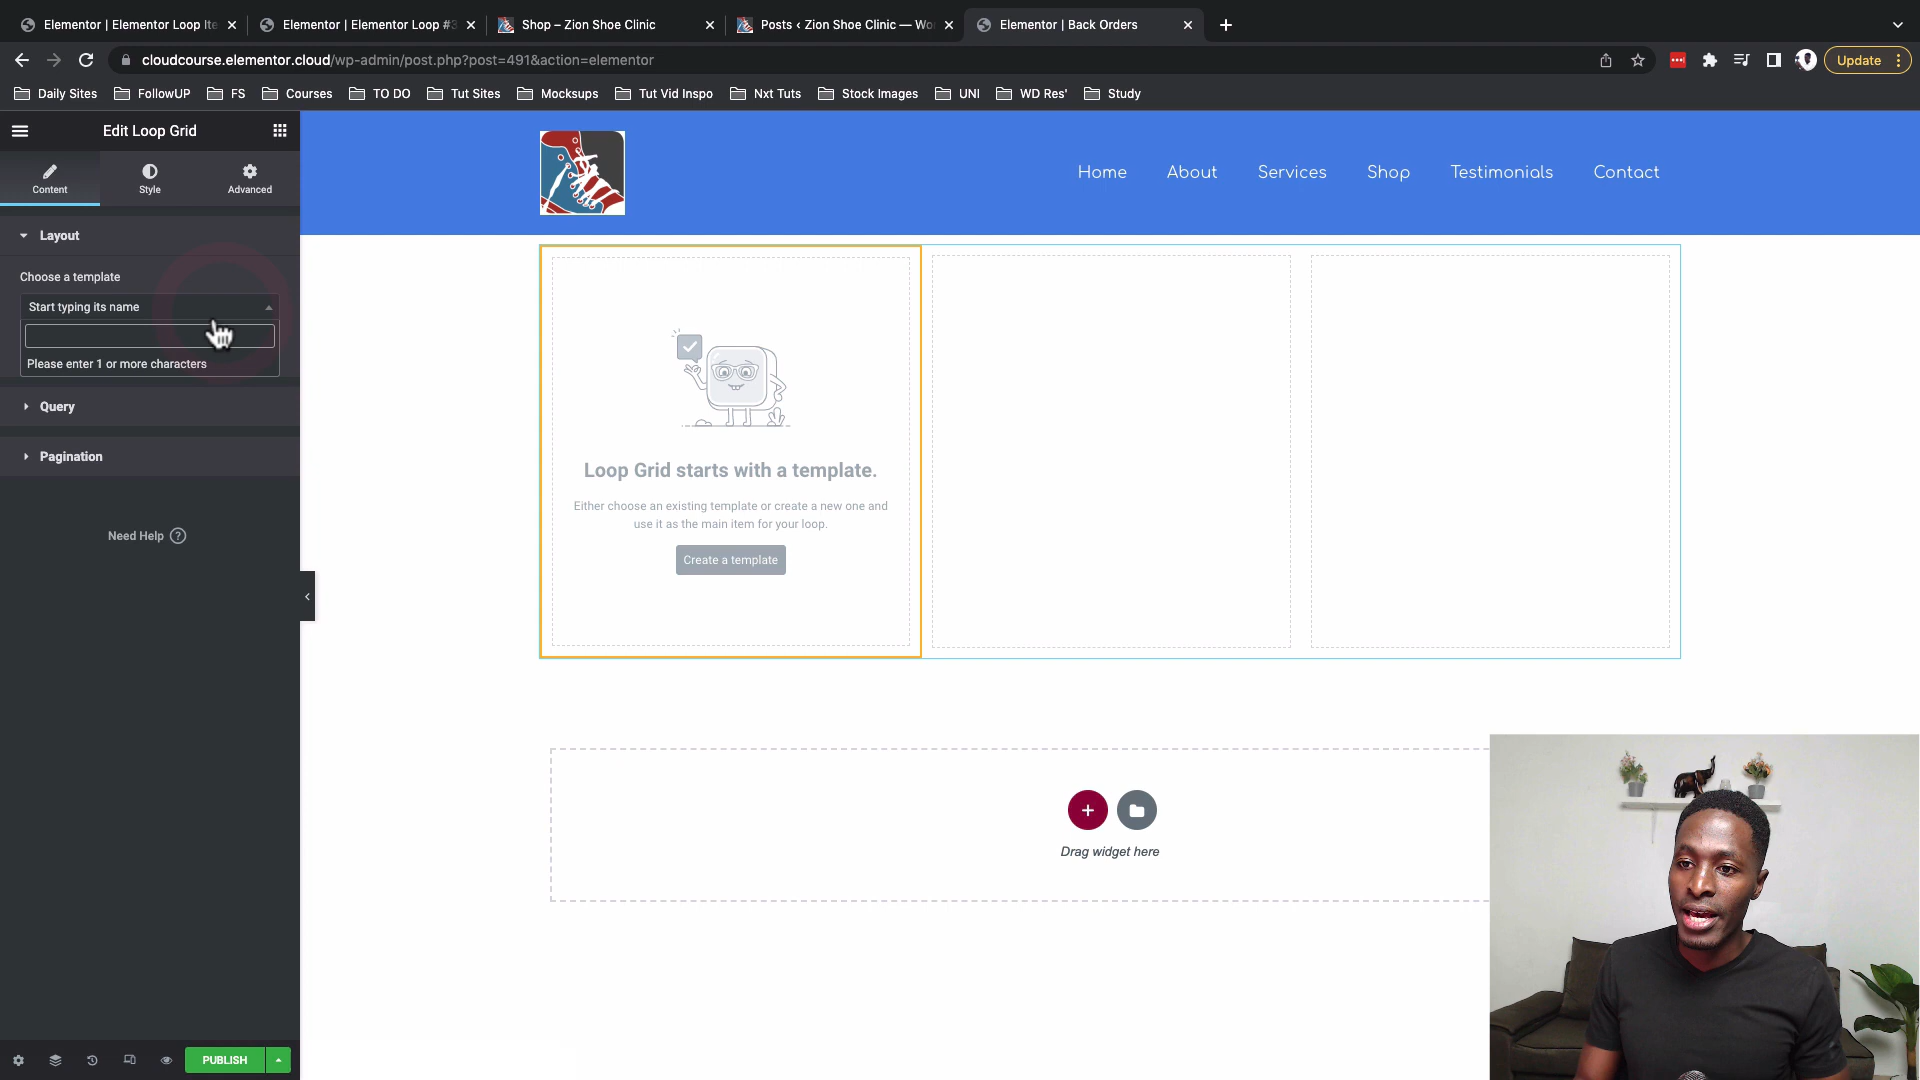 Elementor | Elementor Loop Ite
Elementor | Elementor Loop #3
Shop – Zion Shoe Clinic
Posts ‹ Zion Shoe Clinic — Wo
Elementor | Back Orders
cloudcourse.elementor.cloud/wp-admin/post.php?post=491&action=elementor
Update
Daily Sites
FollowUP
FS
Courses
TO DO
Tut Sites
Mocksups
Tut Vid Inspo
Nxt Tuts
Stock Images
UNI
WD Res'
Study
Edit Loop Grid
Content
Style
Advanced
Layout
Choose a template
Start typing its name
Please enter 1 or more characters
Query
Pagination
Need Help ?
PUBLISH
Home
About
Services
Shop
Testimonials
Contact
Loop Grid starts with a template.
Either choose an existing template or create a new one and
use it as the main item for your loop.
Create a template
Drag widget here